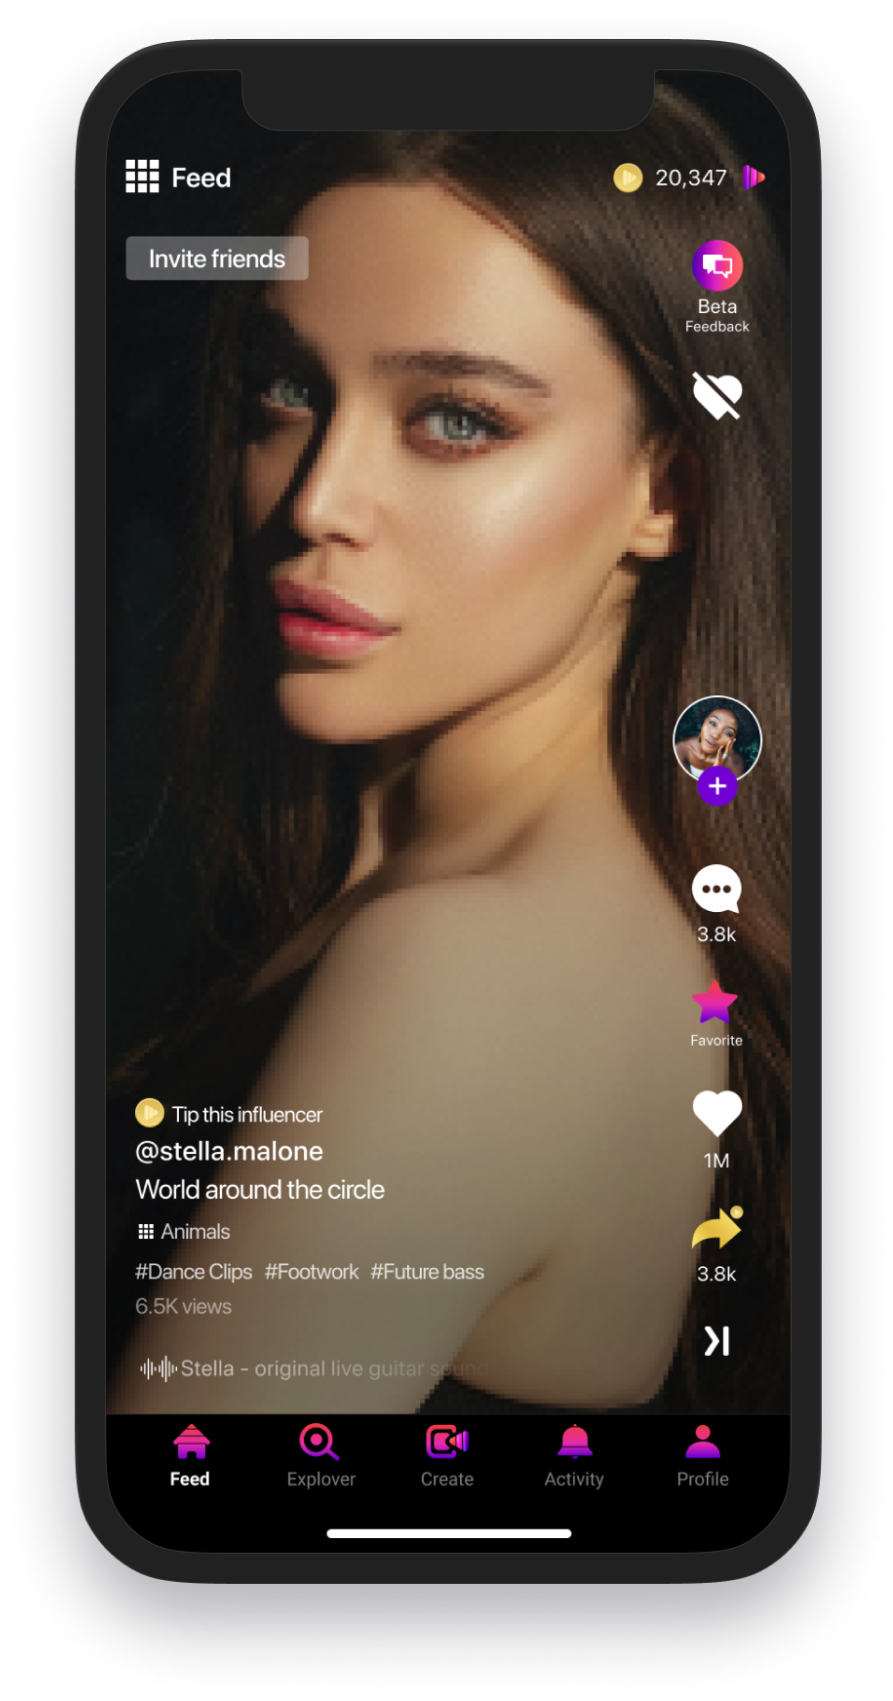 Feed
20,347
Invite friends
Beta
Feedback
3.8k
Favorite
1M
3.8k
Tip this influencer
@stella.malone
World around the circle
Animals
#Dance Clips #Footwork #Future bass
6.5K views
Stella - original live guitar sound
Feed
Explover
Create
Activity
Profile